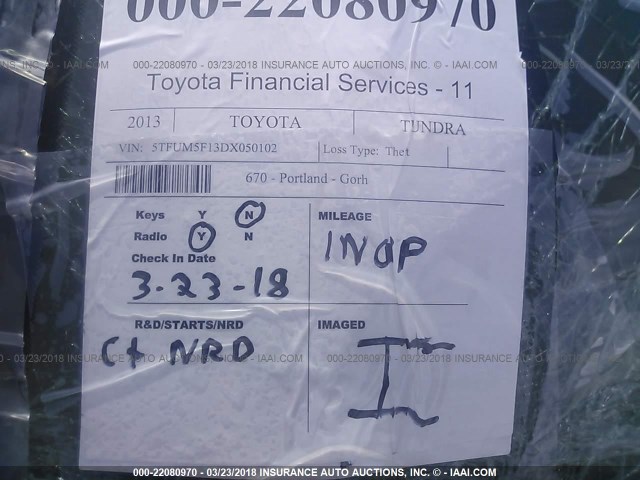 000-22080970
000-22080970 - 03/23/2018 INSURANCE AUTO AUCTIONS, INC. © - IAAI.COM
Toyota Financial Services - 11
2013 TOYOTA TUNDRA
VIN: 5TFUM5F13DX050102 Loss Type: Thet
670 - Portland - Gorh
Keys Y N MILEAGE
Radio Y N INOP
Check In Date
3-23-18
R&D/STARTS/NRD IMAGED
000-22080970 - 03/23/2018 INSURANCE AUTO AUCTIONS, INC. © - IAAI.COM
C+ NRD I
000-22080970 - 03/23/2018 INSURANCE AUTO AUCTIONS, INC. © - IAAI.COM